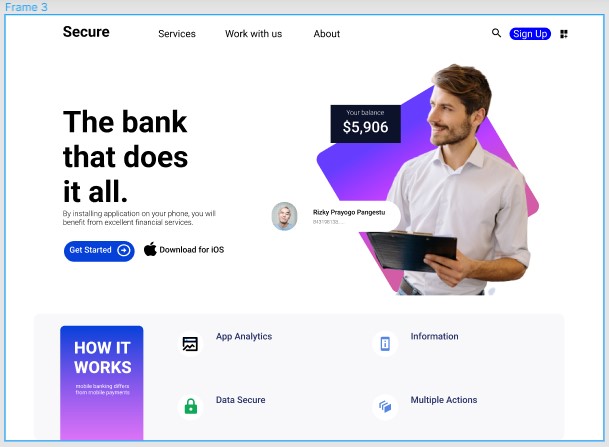 Frame 3
Secure
Services
Work with us
About
Sign Up
Your balance
$5,906
The bank
that does
it all.
By installing application on your phone, you will
benefit from excellent financial services.
Rizky Prayogo Pangestu
Get Started
Download for iOS
HOW IT
WORKS
mobile banking differs
from mobile payments
App Analytics
Information
Data Secure
Multiple Actions